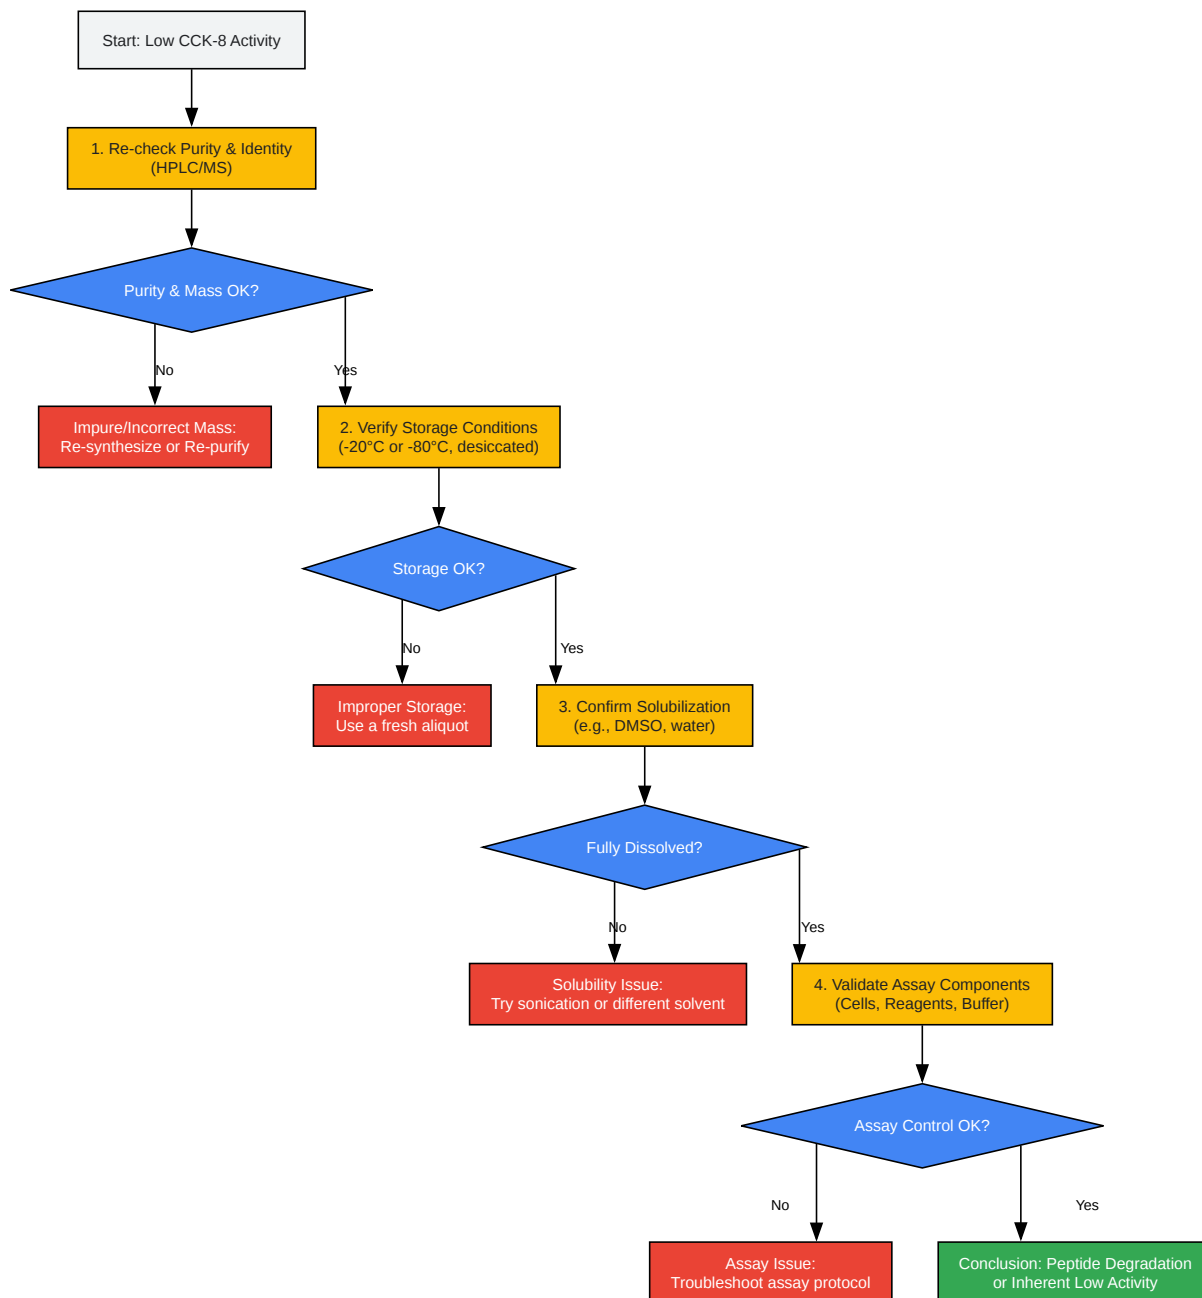 Start: Low CCK-8 Activity
1. Re-check Purity & Identity
(HPLC/MS)
Purity & Mass OK?
No
Yes
Impure/Incorrect Mass:
Re-synthesize or Re-purify
2. Verify Storage Conditions
(-20°C or -80°C, desiccated)
Storage OK?
No
Yes
Improper Storage:
Use a fresh aliquot
3. Confirm Solubilization
(e.g., DMSO, water)
Fully Dissolved?
No
Yes
Solubility Issue:
Try sonication or different solvent
4. Validate Assay Components
(Cells, Reagents, Buffer)
Assay Control OK?
No
Yes
Assay Issue:
Troubleshoot assay protocol
Conclusion: Peptide Degradation
or Inherent Low Activity